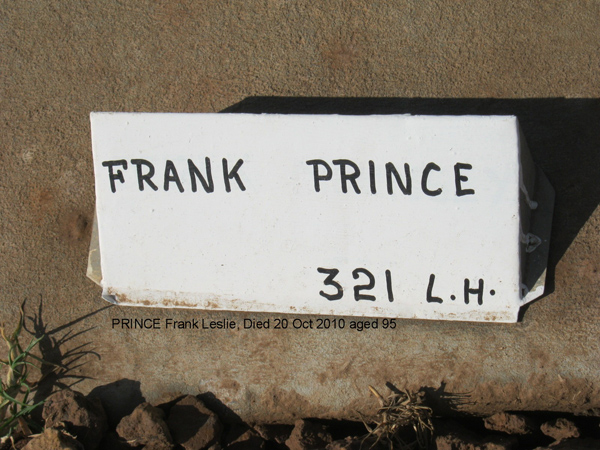 FRANK PRINCE
321 L.H.
PRINCE Frank Leslie, Died 20 Oct 2010 aged 95